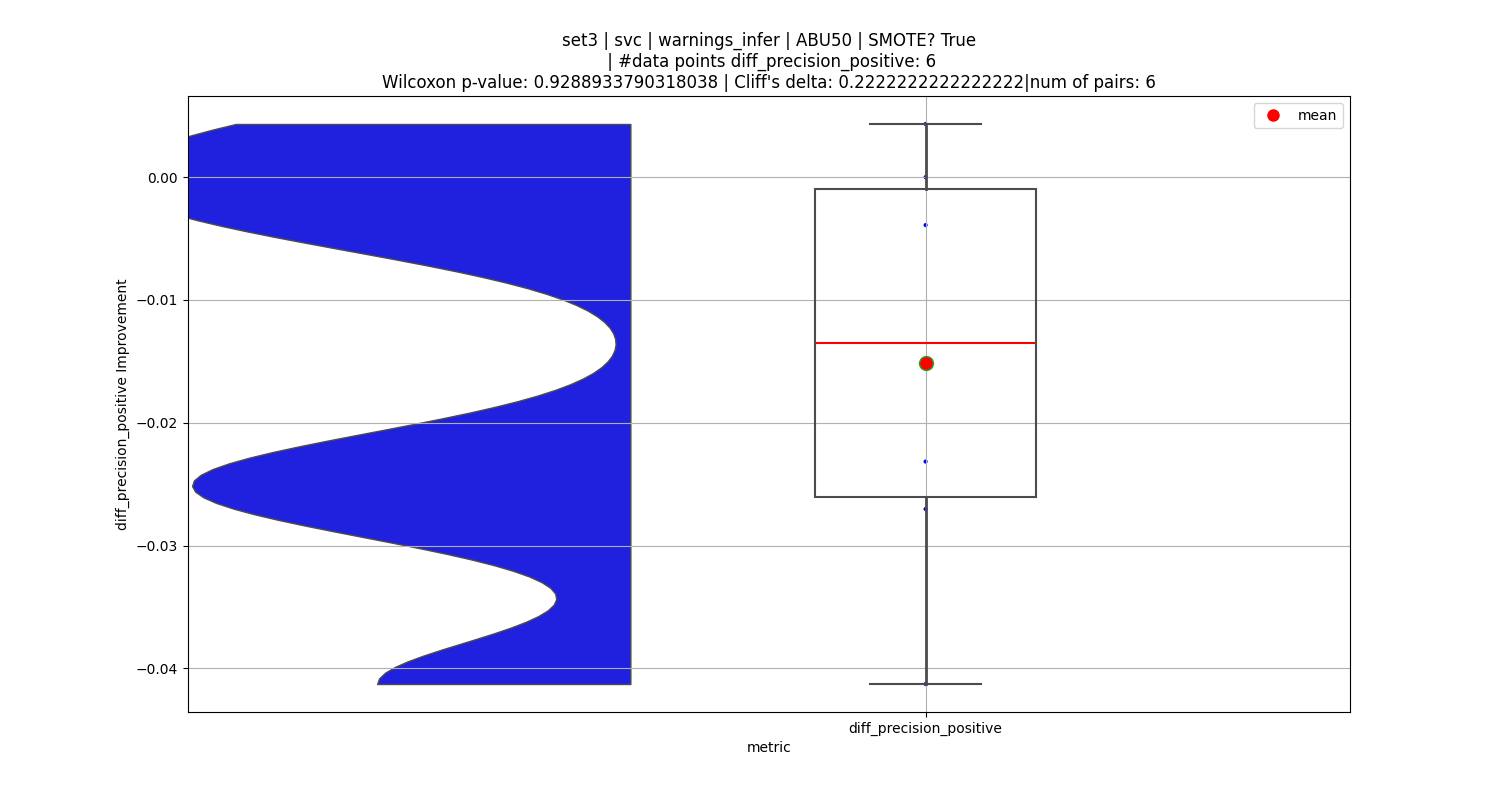 set3 | svc | warnings_infer | ABU50 | SMOTE? True
| #data points diff_precision_positive: 6
Wilcoxon p-value: 0.9288933790318038 | Cliff's delta: 0.2222222222222222|num of pairs: 6
mean
0.00
−0.01
−0.02
−0.03
−0.04
diff_precision_positive Improvement
diff_precision_positive
metric